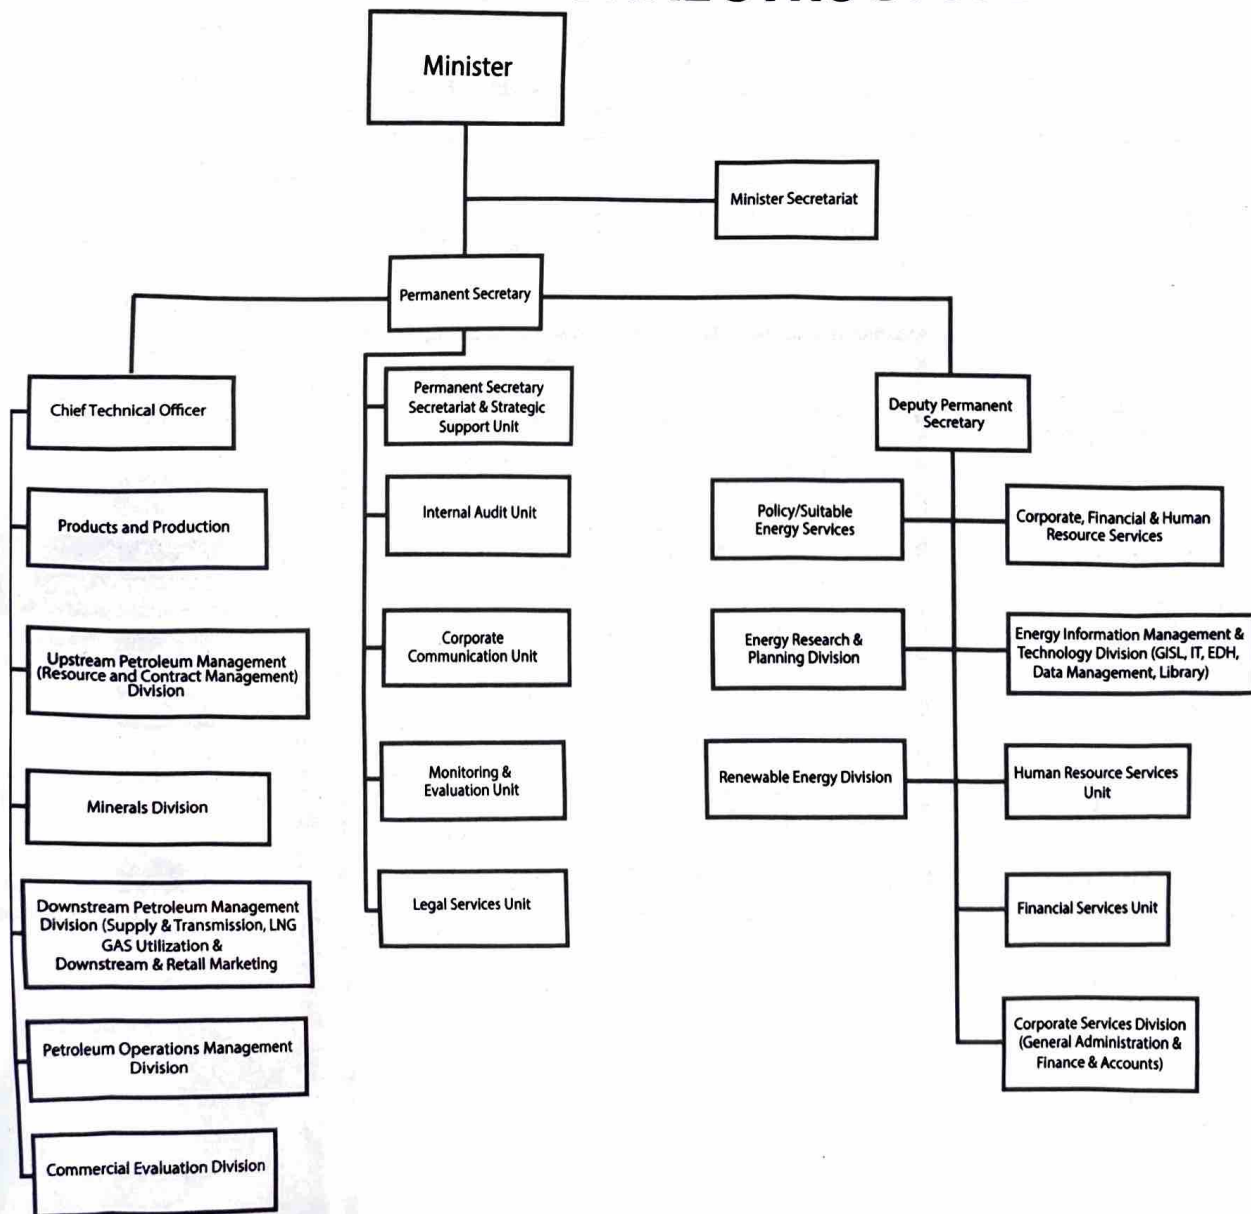 Minister
Minister Secretariat
Permanent Secretary
Chief Technical Officer
Products and Production
Upstream Petroleum Management
(Resource and Contract Management)
Division
Minerals Division
Downstream Petroleum Management
Division (Supply & Transmission, LNG
GAS Utilization &
Downstream & Retail Marketing
Petroleum Operations Management
Division
Commercial Evaluation Division
Permanent Secretary
Secretariat & Strategic
Support Unit
Internal Audit Unit
Corporate
Communication Unit
Monitoring &
Evaluation Unit
Legal Services Unit
Deputy Permanent
Secretary
Policy/Suitable
Energy Services
Energy Research &
Planning Division
Renewable Energy Division
Corporate, Financial & Human
Resource Services
Energy Information Management &
Technology Division (GISL, IT, EDH,
Data Management, Library)
Human Resource Services
Unit
Financial Services Unit
Corporate Services Division
(General Administration &
Finance & Accounts)